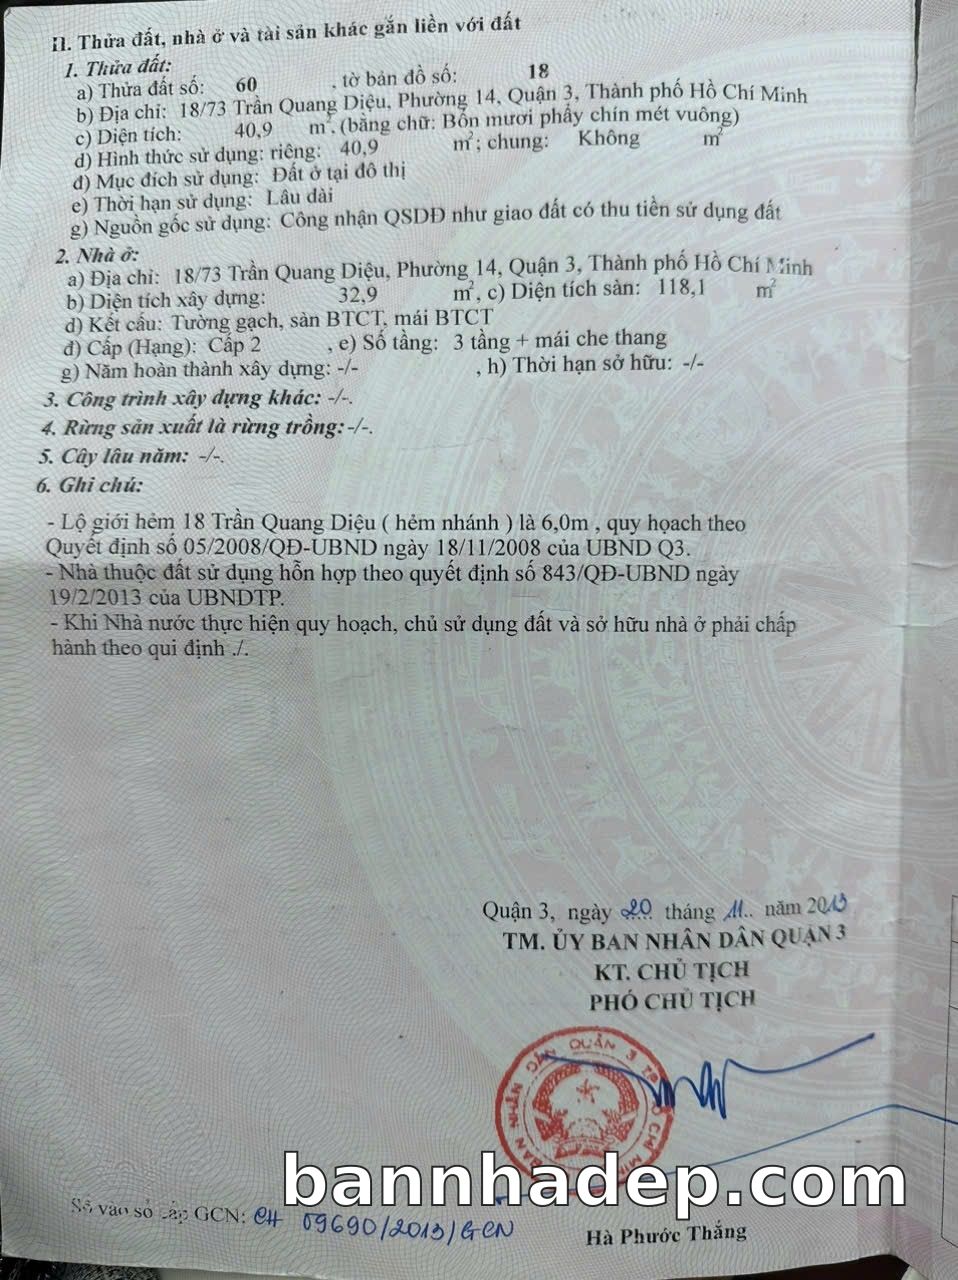 II. Thửa đất, nhà ở và tài sản khác gắn liền với đất
1. Thửa đất:
a) Thửa đất số: 60 , tờ bản đồ số: 18
b) Địa chỉ: 18/73 Trần Quang Diệu, Phường 14, Quận 3, Thành phố Hồ Chí Minh
c) Diện tích: 40,9 m², (bằng chữ: Bốn mươi phẩy chín mét vuông)
d) Hình thức sử dụng: riêng: 40,9 m²; chung: Không m²
đ) Mục đích sử dụng: Đất ở tại đô thị
e) Thời hạn sử dụng: Lâu dài
g) Nguồn gốc sử dụng: Công nhận QSDĐ như giao đất có thu tiền sử dụng đất
2. Nhà ở:
a) Địa chỉ: 18/73 Trần Quang Diệu, Phường 14, Quận 3, Thành phố Hồ Chí Minh
b) Diện tích xây dựng: 32,9 m², c) Diện tích sàn: 118,1 m²
d) Kết cấu: Tường gạch, sàn BTCT, mái BTCT
đ) Cấp (Hạng): Cấp 2 , e) Số tầng: 3 tầng + mái che thang
g) Năm hoàn thành xây dựng: -/- , h) Thời hạn sở hữu: -/-
3. Công trình xây dựng khác: -/-.
4. Rừng sản xuất là rừng trồng: -/-.
5. Cây lâu năm: -/-.
6. Ghi chú:
- Lộ giới hẻm 18 Trần Quang Diệu ( hẻm nhánh ) là 6,0m , quy hoạch theo
Quyết định số 05/2008/QĐ-UBND ngày 18/11/2008 của UBND Q3.
- Nhà thuộc đất sử dụng hỗn hợp theo quyết định số 843/QĐ-UBND ngày
19/2/2013 của UBNDTP.
- Khi Nhà nước thực hiện quy hoạch, chủ sử dụng đất và sở hữu nhà ở phải chấp
hành theo qui định ./.
Quận 3, ngày 20 tháng 11 năm 2013
TM. ỦY BAN NHÂN DÂN QUẬN 3
KT. CHỦ TỊCH
PHÓ CHỦ TỊCH
BAN NHÂN DÂN QUẬN 3 TP HỒ CHÍ MINH
bannhadep.com
Số vào sổ cấp GCN: CH 09690/2013/GCN
Hà Phước Thắng